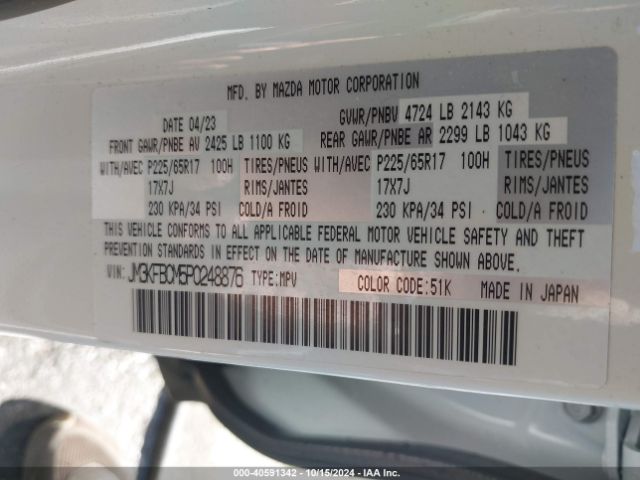 MFD. BY MAZDA MOTOR CORPORATION
DATE 04/23 GVWR/PNBV 4724 LB 2143 KG
FRONT GAWR/PNBE AV 2425 LB 1100 KG REAR GAWR/PNBE AR 2299 LB 1043 KG
WITH/AVEC P225/65R17 100H TIRES/PNEUS WITH/AVEC P225/65R17 100H TIRES/PNEUS
17X7J RIMS/JANTES 17X7J RIMS/JANTES
230 KPA/34 PSI COLD/A FROID 230 KPA/34 PSI COLD/A FROID
THIS VEHICLE CONFORMS TO ALL APPLICABLE FEDERAL MOTOR VEHICLE SAFETY AND THEFT
PREVENTION STANDARDS IN EFFECT ON THE DATE OF MANUFACTURE SHOWN ABOVE.
VIN: JM3KFBCM5P0248876 TYPE:MPV COLOR CODE:51K MADE IN JAPAN
000-40591342 - 10/15/2024 - IAA Inc.